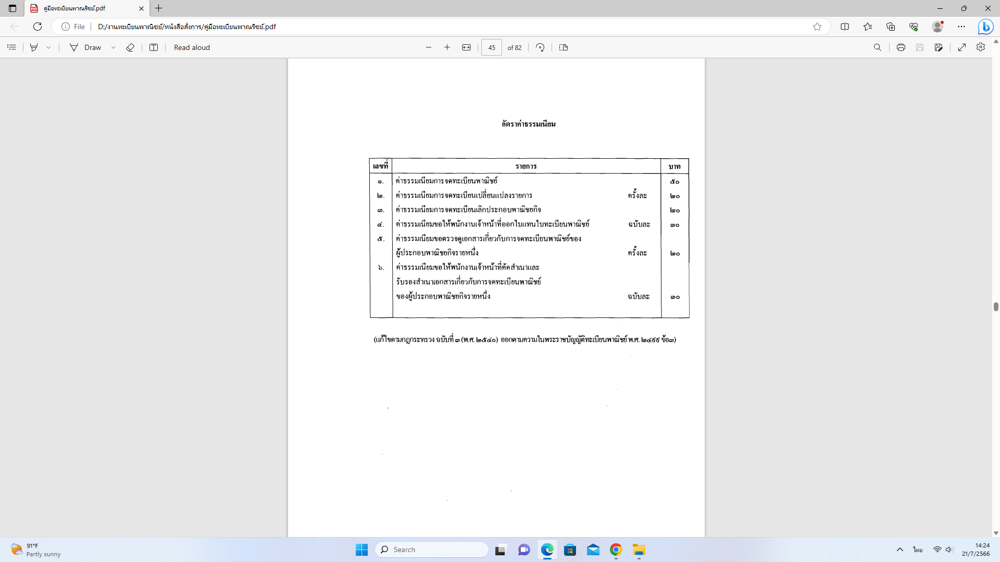 คู่มือทะเบียนพาณริชย์.pdf
File
D:/งานทะเบียนพาณิชย์/หนังสือสั่งการ/คู่มือทะเบียนพาณริชย์.pdf
Draw
Read aloud
45 of 82
อัตราค่าธรรมเนียม
เลขที่ รายการ บาท
๑. ค่าธรรมเนียมการจดทะเบียนพาณิชย์ ๕๐
๒. ค่าธรรมเนียมการจดทะเบียนเปลี่ยนแปลงรายการ ครั้งละ ๒๐
๓. ค่าธรรมเนียมการจดทะเบียนเลิกประกอบพาณิชยกิจ ๒๐
๔. ค่าธรรมเนียมขอให้พนักงานเจ้าหน้าที่ออกใบแทนใบทะเบียนพาณิชย์ ฉบับละ ๓๐
๕. ค่าธรรมเนียมขอตรวจดูเอกสารเกี่ยวกับการจดทะเบียนพาณิชย์ของ
ผู้ประกอบพาณิชยกิจรายหนึ่ง ครั้งละ ๒๐
๖. ค่าธรรมเนียมขอให้พนักงานเจ้าหน้าที่คัดสำเนาและ
รับรองสำเนาเอกสารเกี่ยวกับการจดทะเบียนพาณิชย์
ของผู้ประกอบพาณิชยกิจรายหนึ่ง ฉบับละ ๓๐
(แก้ไขตามกฎกระทรวง ฉบับที่ ๓ (พ.ศ. ๒๕๔๐) ออกตามความในพระราชบัญญัติทะเบียนพาณิชย์ พ.ศ. ๒๔๙๙ ข้อ๓)
91°F
Partly sunny
Search
ไทย
14:24
21/7/2566